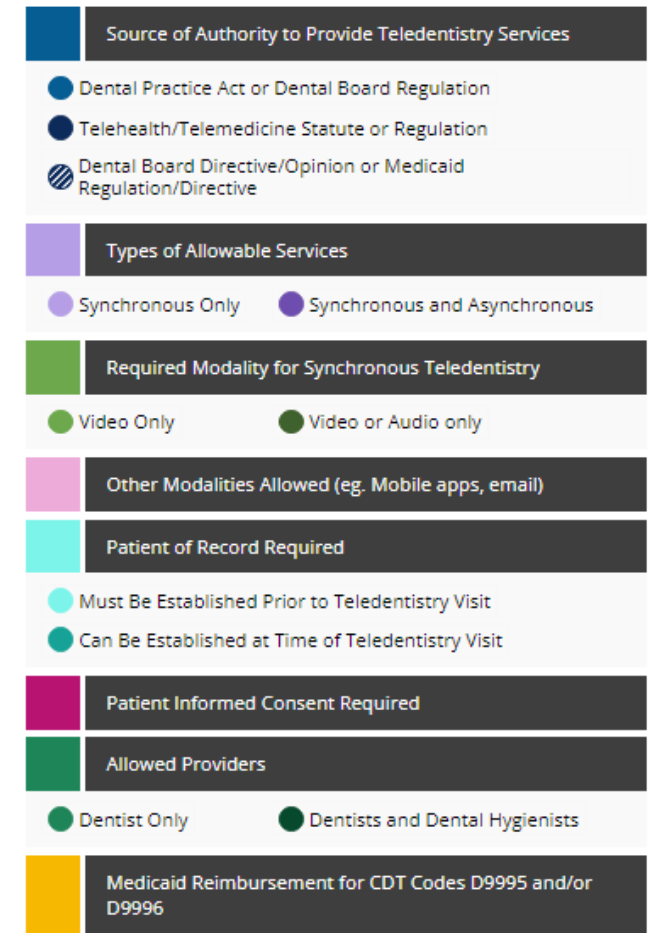 Source of Authority to Provide Teledentistry Services
Dental Practice Act or Dental Board Regulation
Telehealth/Telemedicine Statute or Regulation
Dental Board Directive/Opinion or Medicaid
Regulation/Directive
Types of Allowable Services
Synchronous Only Synchronous and Asynchronous
Required Modality for Synchronous Teledentistry
Video Only Video or Audio only
Other Modalities Allowed (eg. Mobile apps, email)
Patient of Record Required
Must Be Established Prior to Teledentistry Visit
Can Be Established at Time of Teledentistry Visit
Patient Informed Consent Required
Allowed Providers
Dentist Only Dentists and Dental Hygienists
Medicaid Reimbursement for CDT Codes D9995 and/or
D9996